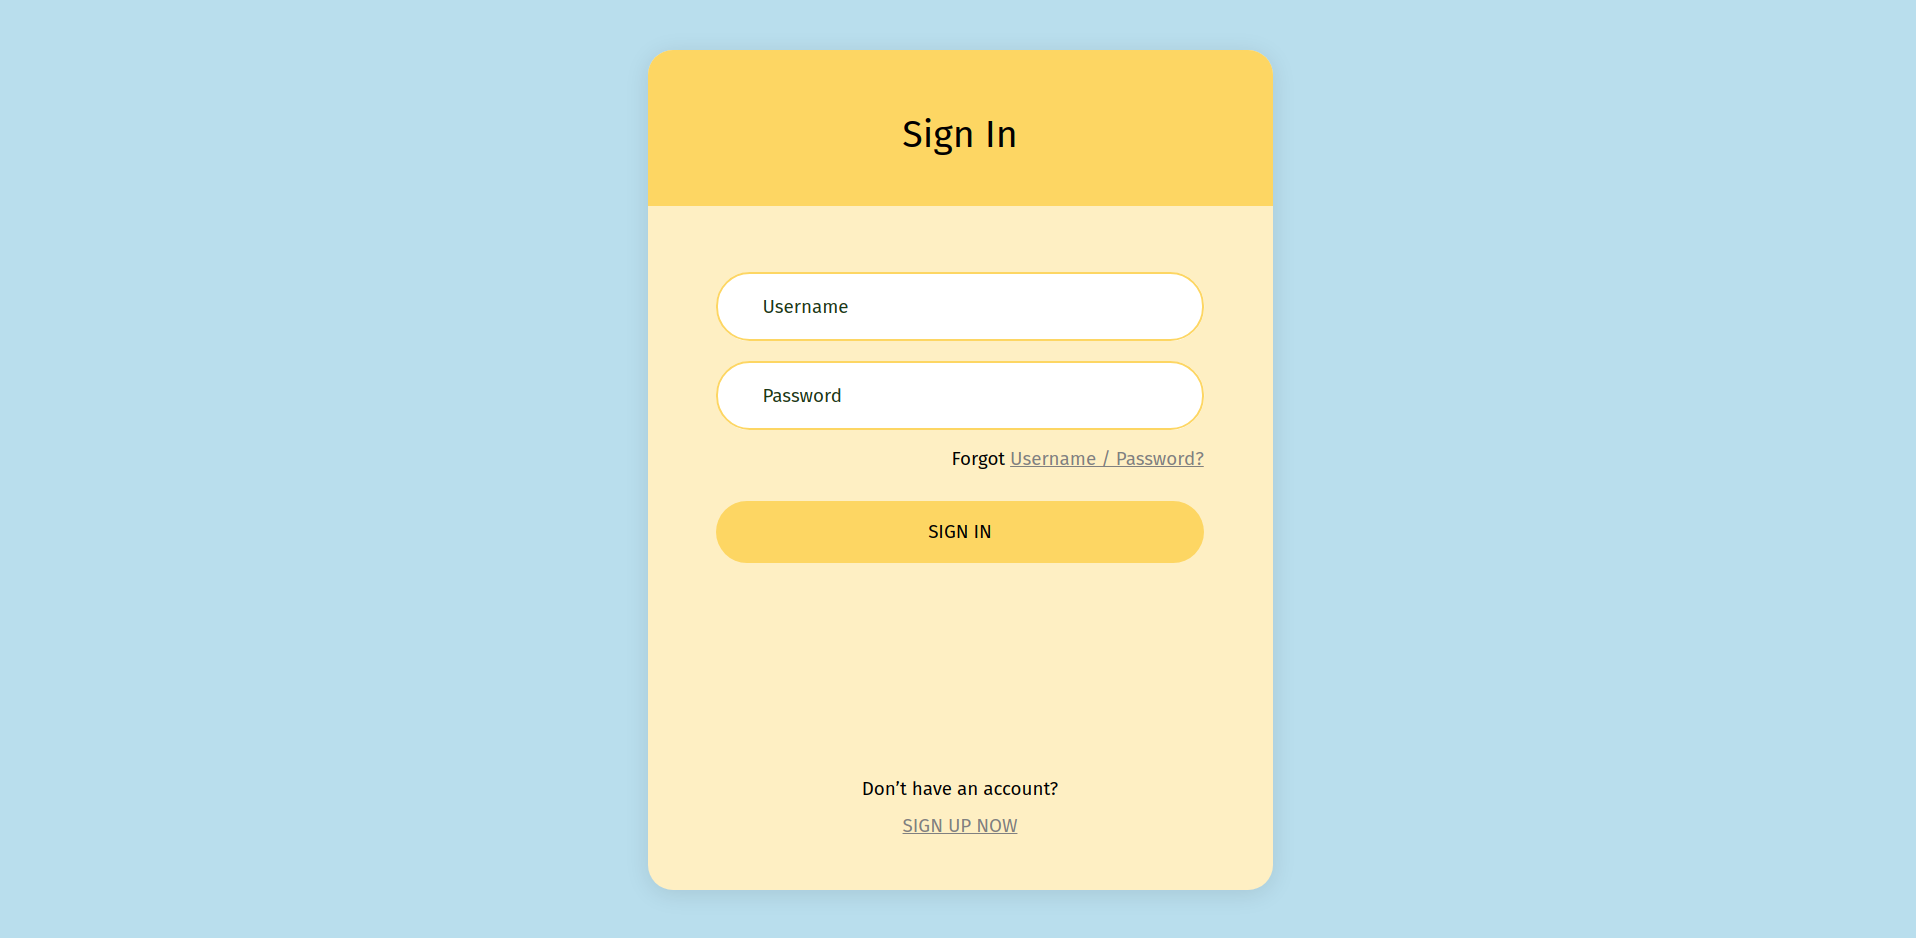 Sign In
Username
Password
Forgot Username / Password?
SIGN IN
Don’t have an account?
SIGN UP NOW